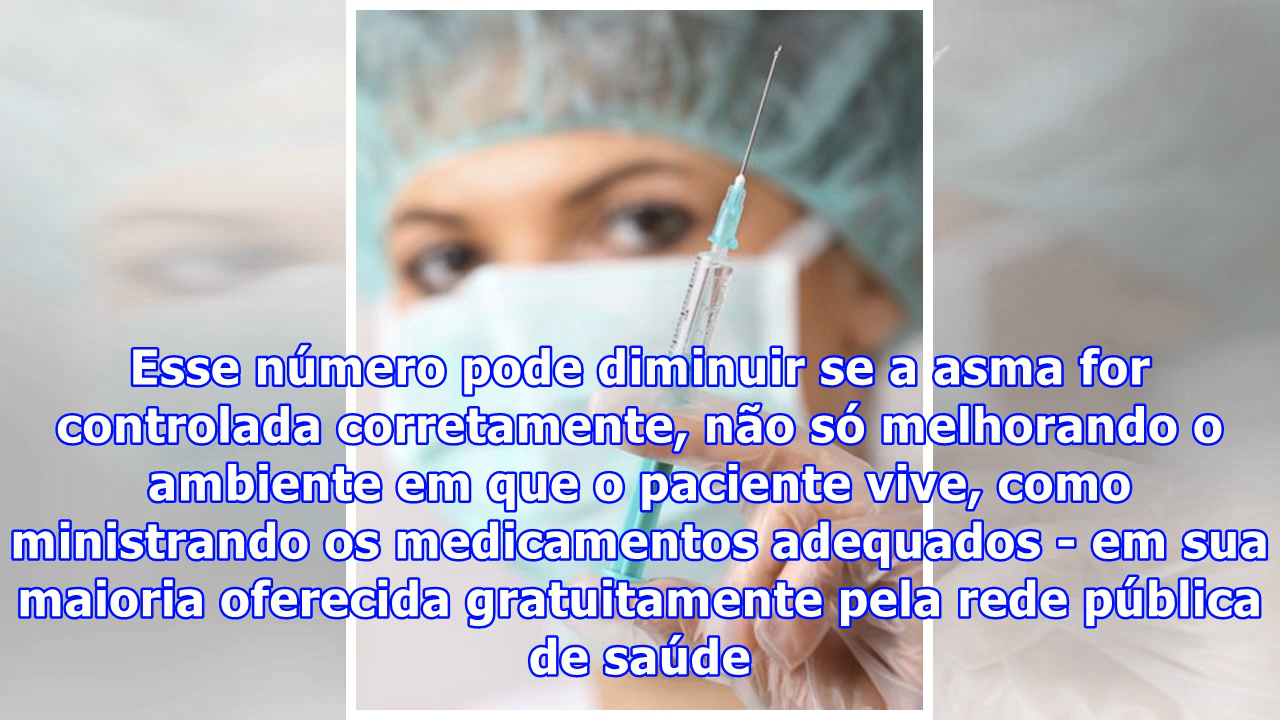 Esse número pode diminuir se a asma for
controlada corretamente, não só melhorando o
ambiente em que o paciente vive, como
ministrando os medicamentos adequados - em sua
maioria oferecida gratuitamente pela rede pública
de saúde